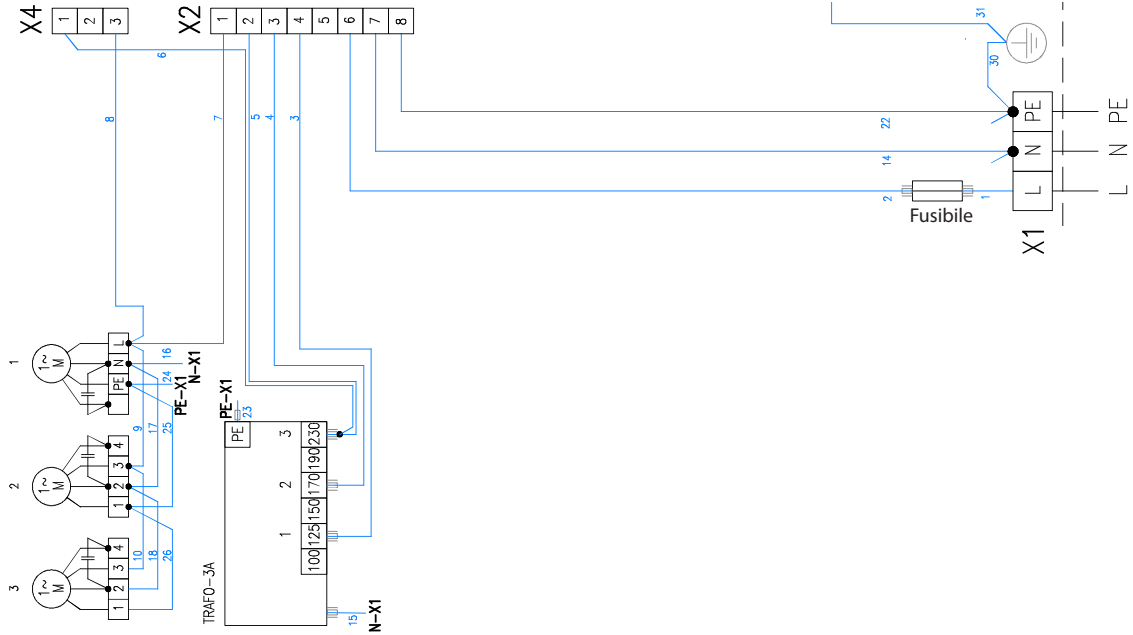 X4
1
2
3
X2
1
2
3
4
5
6
7
8
31
30
6
8
7
5
4
3
22
14
2
1
Fusibile
PE
N
L
X1
PE
N
L
1
1~
M
L
N
PE
16
24
N-X1
PE-X1
9
17
25
2
1~
M
4
3
2
1
10
18
26
3
1~
M
4
3
2
1
TRAFO-3A
PE-X1
23
PE
3
2
1
230
190
170
150
125
100
15
N-X1